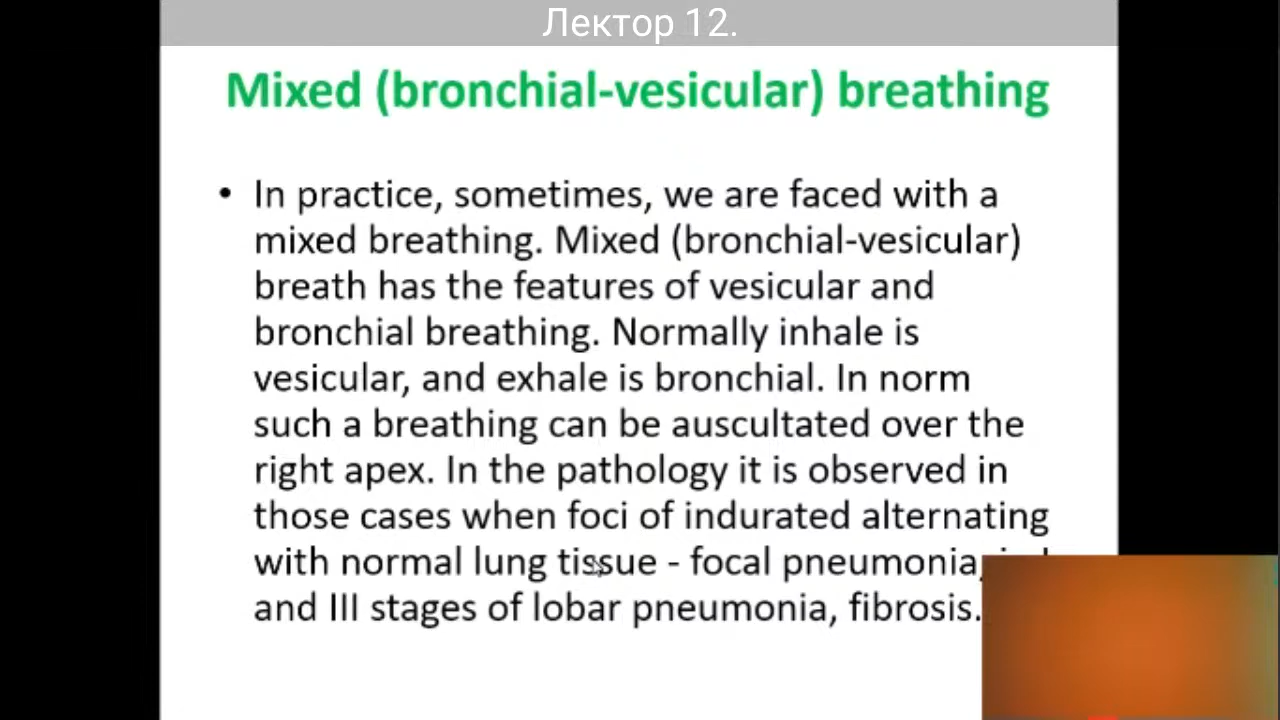 Лектор 12.
Mixed (bronchial-vesicular) breathing
• In practice, sometimes, we are faced with a
mixed breathing. Mixed (bronchial-vesicular)
breath has the features of vesicular and
bronchial breathing. Normally inhale is
vesicular, and exhale is bronchial. In norm
such a breathing can be auscultated over the
right apex. In the pathology it is observed in
those cases when foci of indurated alternating
with normal lung tissue - focal pneumonia,
and III stages of lobar pneumonia, fibrosis.